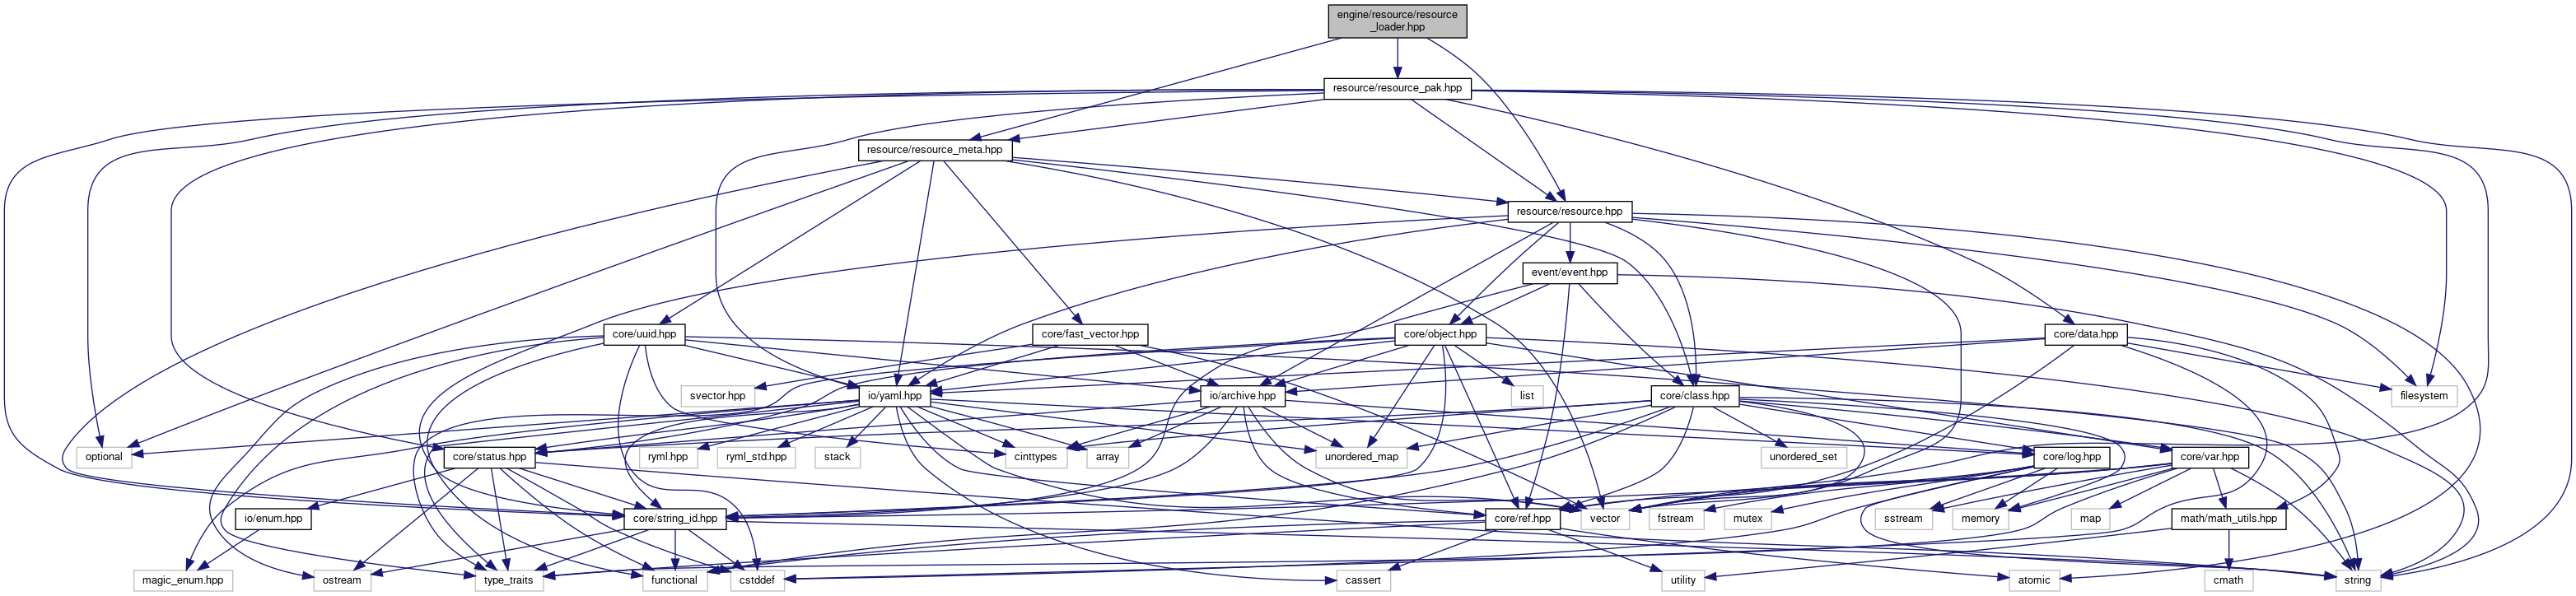 engine/resource/resource
_loader.hpp
resource/resource_pak.hpp
resource/resource_meta.hpp
resource/resource.hpp
event/event.hpp
core/uuid.hpp
core/fast_vector.hpp
core/object.hpp
core/data.hpp
svector.hpp
io/yaml.hpp
io/archive.hpp
list
core/class.hpp
filesystem
optional
core/status.hpp
ryml.hpp
ryml_std.hpp
stack
cinttypes
array
unordered_map
unordered_set
core/log.hpp
core/var.hpp
io/enum.hpp
core/string_id.hpp
core/ref.hpp
vector
fstream
mutex
sstream
memory
map
math/math_utils.hpp
magic_enum.hpp
ostream
type_traits
functional
cstddef
cassert
utility
atomic
cmath
string